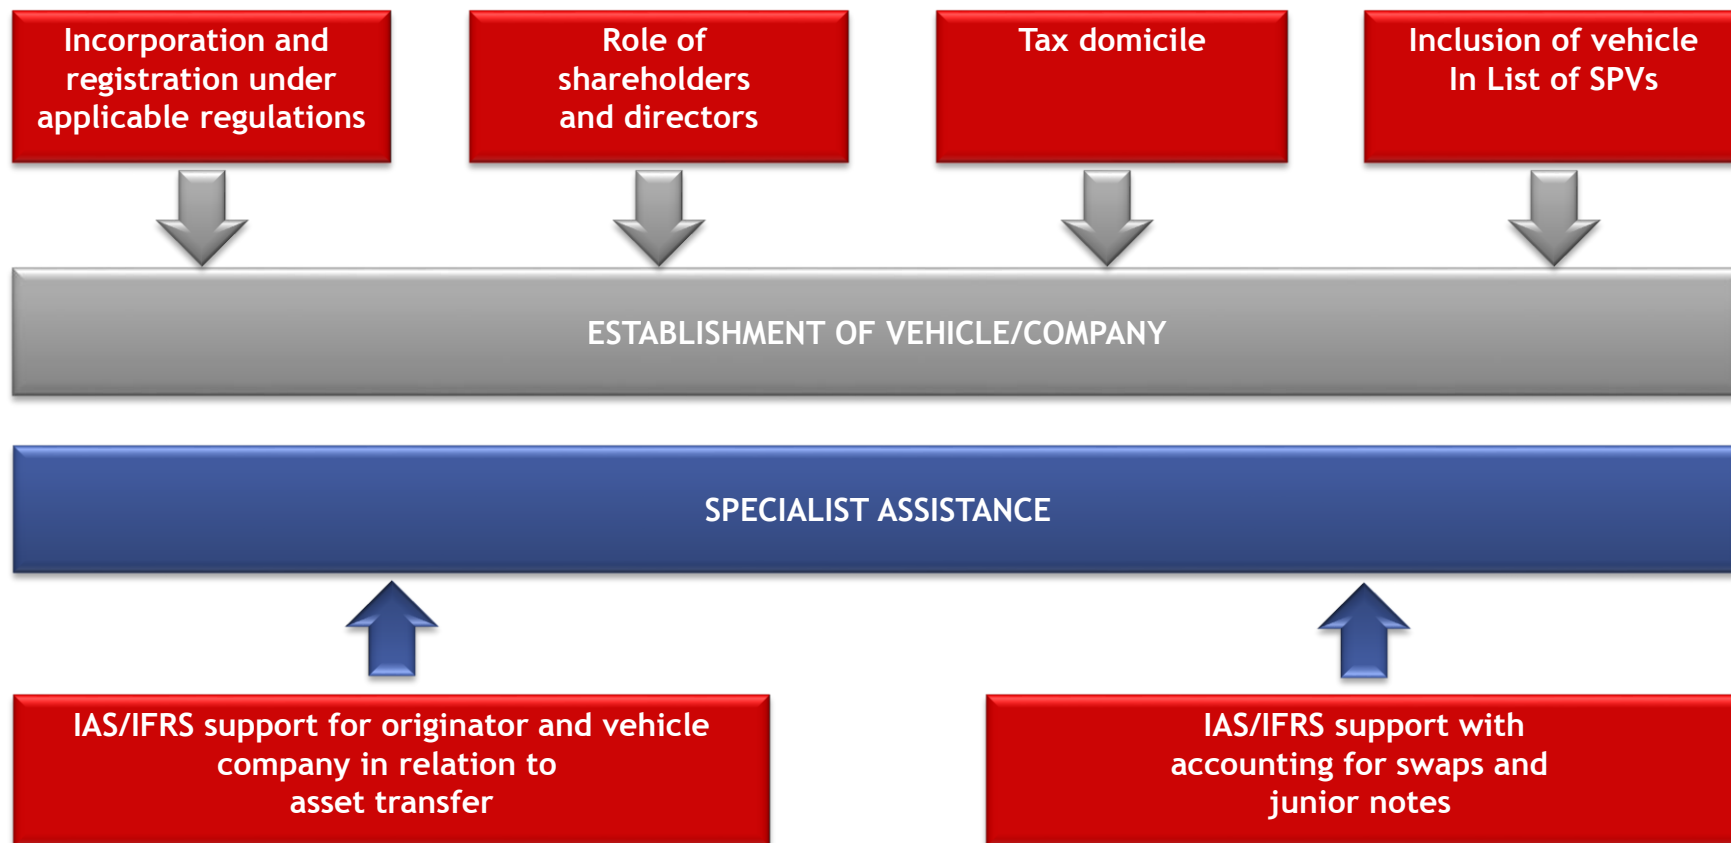 Incorporation and
registration under
applicable regulations
Role of
shareholders
and directors
Tax domicile
Inclusion of vehicle
In List of SPVs
ESTABLISHMENT OF VEHICLE/COMPANY
SPECIALIST ASSISTANCE
IAS/IFRS support for originator and vehicle
company in relation to
asset transfer
IAS/IFRS support with
accounting for swaps and
junior notes